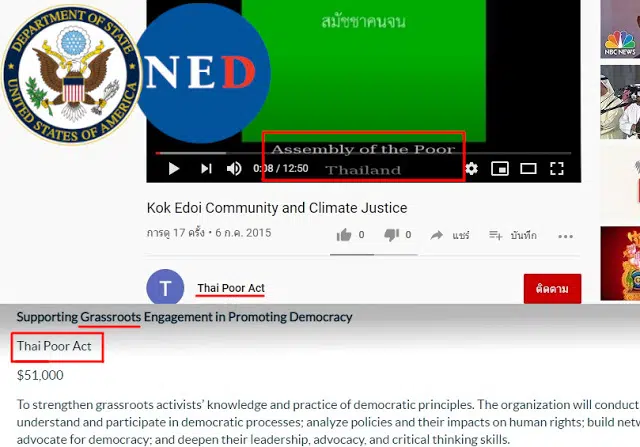 DEPARTMENT OF STATE
UNITED STATES OF AMERICA
NED
สมัชชาคนจน
NBC NEWS
Assembly of the Poor
Thailand
0:08 / 12:50
Kok Edoi Community and Climate Justice
การดู 17 ครั้ง • 6 ก.ค. 2015
0
0
แชร์
บันทึก
T
Thai Poor Act
ติดตาม
Supporting Grassroots Engagement in Promoting Democracy
Thai Poor Act
$51,000
To strengthen grassroots activists’ knowledge and practice of democratic principles. The organization will conduct
understand and participate in democratic processes; analyze policies and their impacts on human rights; build
advocate for democracy; and deepen their leadership, advocacy, and critical thinking skills.